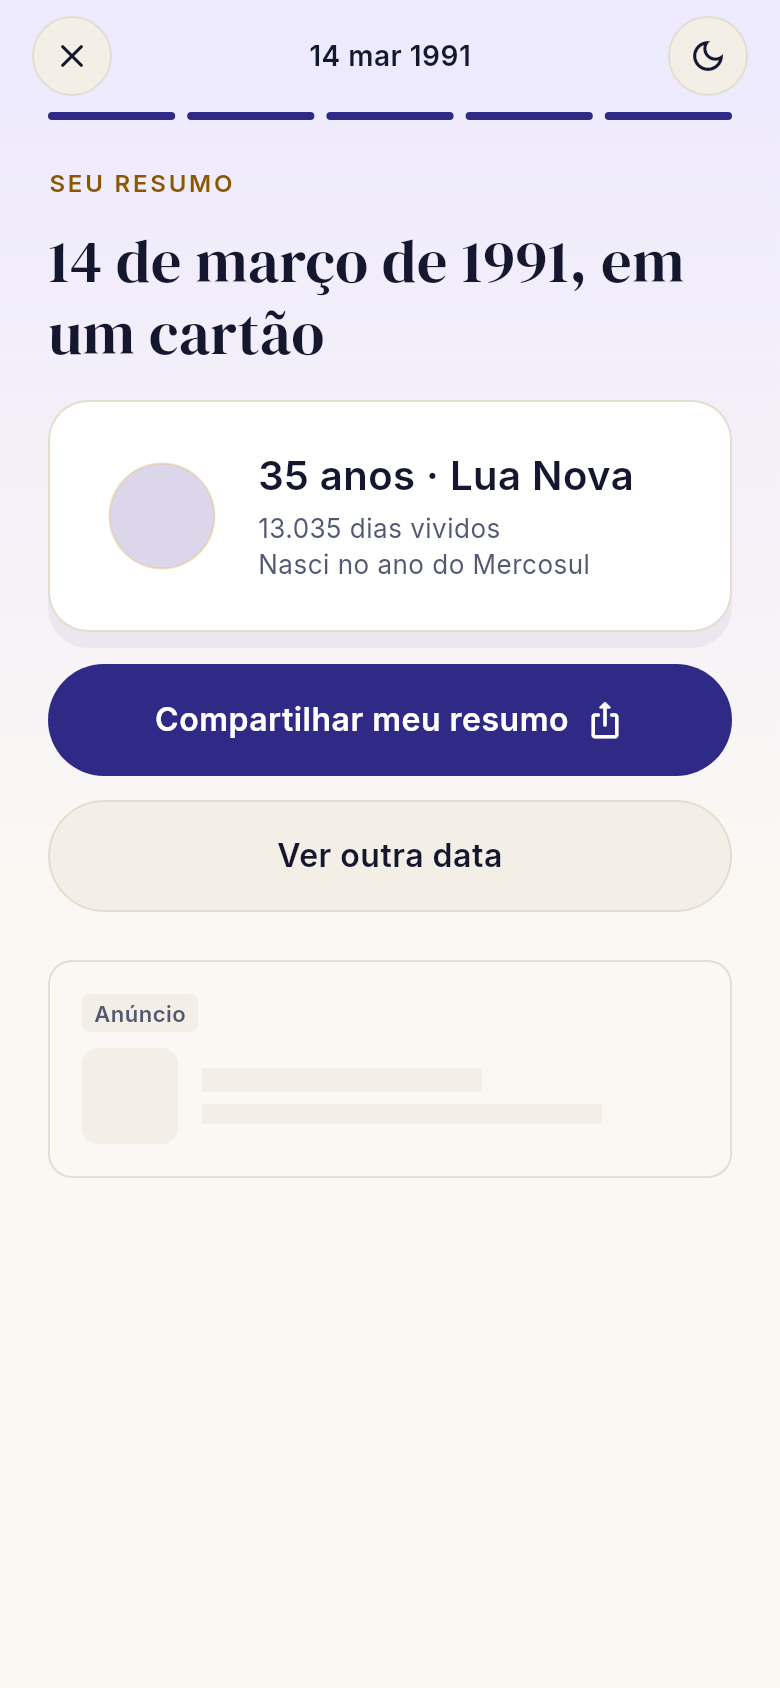 14 mar 1991
SEU RESUMO
14 de março de 1991, em
um cartão
35 anos · Lua Nova
13.035 dias vividos
Nasci no ano do Mercosul
Compartilhar meu resumo
Ver outra data
Anúncio